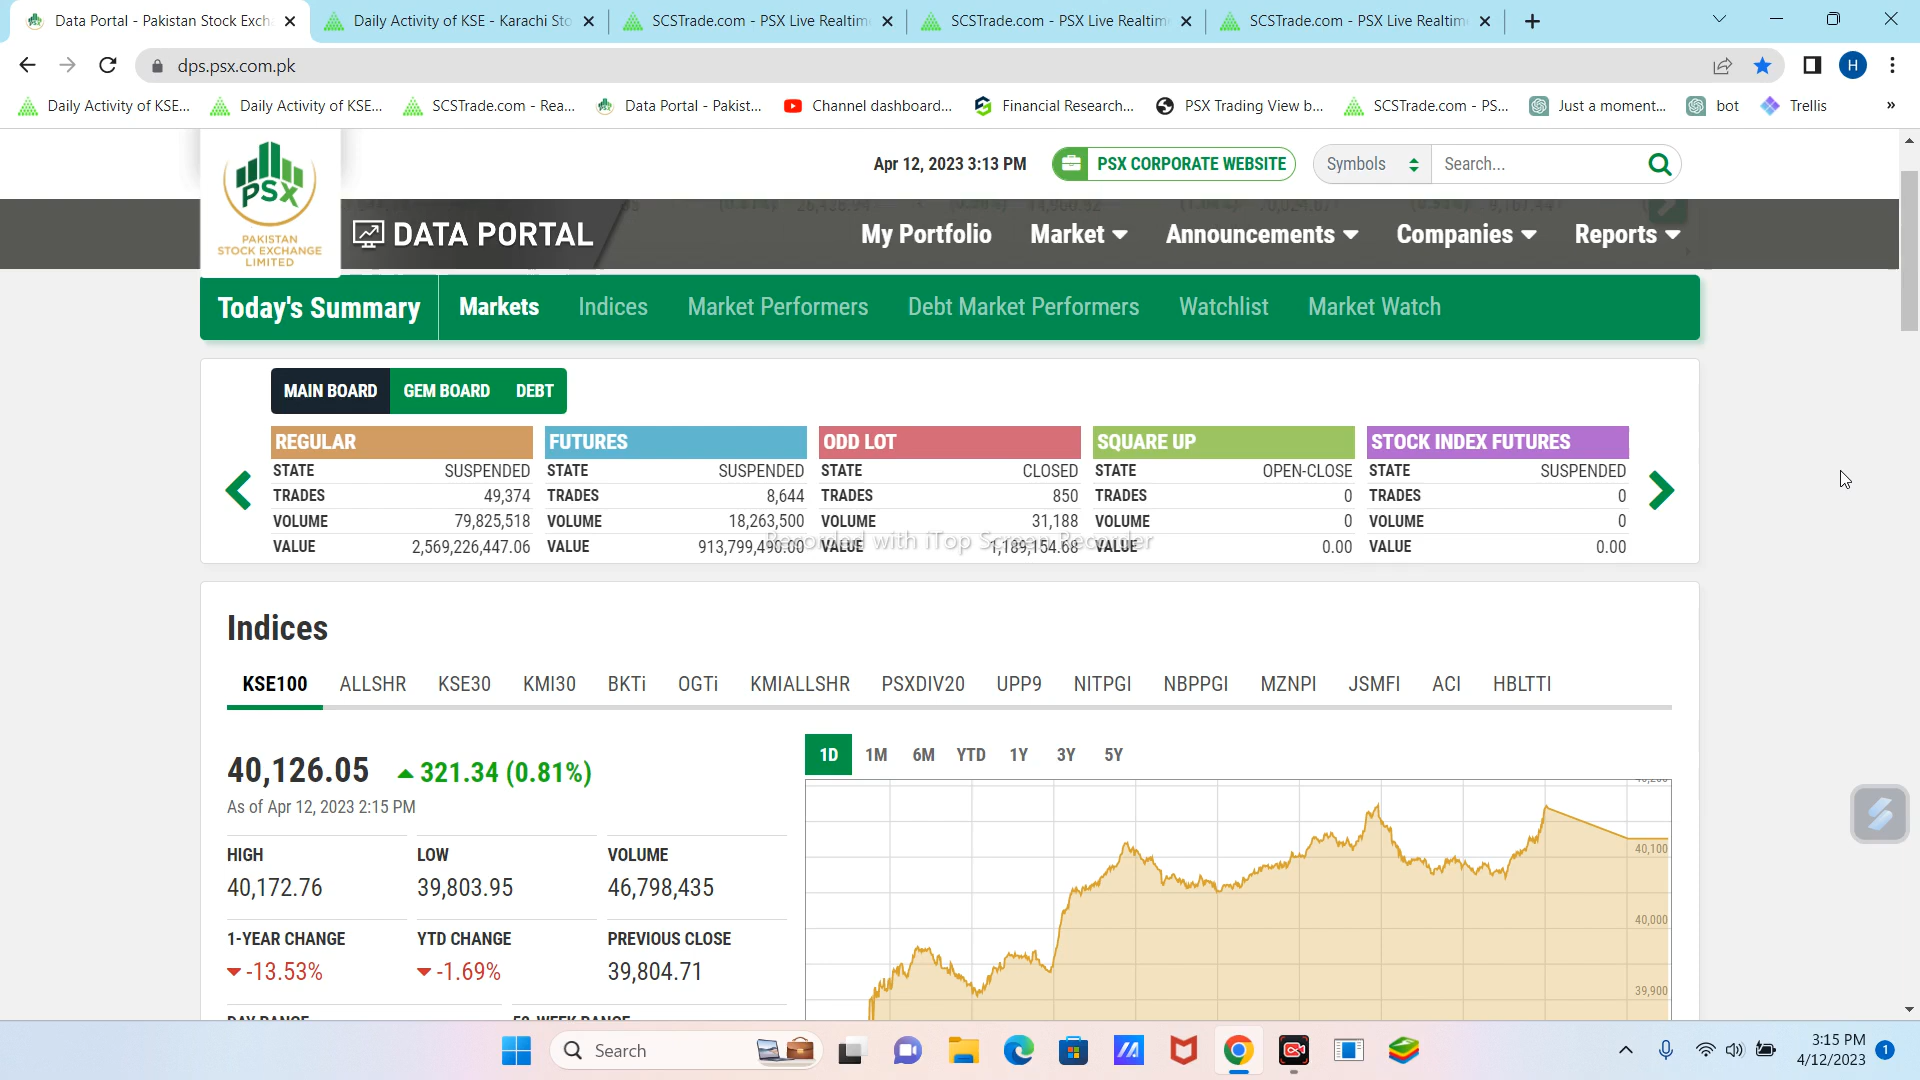 Data Portal - Pakistan Stock Exch
Daily Activity of KSE - Karachi Sto
SCSTrade.com - PSX Live Realtim
SCSTrade.com - PSX Live Realtim
SCSTrade.com - PSX Live Realtim
dps.psx.com.pk
H
Daily Activity of KSE...
Daily Activity of KSE...
SCSTrade.com - Rea...
Data Portal - Pakist...
Channel dashboard...
Financial Research...
PSX Trading View b...
SCSTrade.com - PS...
Just a moment...
bot
Trellis
»
PSX
PAKISTAN
STOCK EXCHANGE
LIMITED
Apr 12, 2023 3:13 PM
PSX CORPORATE WEBSITE
Symbols
Search...
DATA PORTAL
My Portfolio
Market
Announcements
Companies
Reports
Today's Summary
Markets
Indices
Market Performers
Debt Market Performers
Watchlist
Market Watch
MAIN BOARD
GEM BOARD
DEBT
REGULAR
STATE SUSPENDED
TRADES 49,374
VOLUME 79,825,518
VALUE 2,569,226,447.06
FUTURES
STATE SUSPENDED
TRADES 8,644
VOLUME 18,263,500
VALUE 913,799,490.00
ODD LOT
STATE CLOSED
TRADES 850
VOLUME 31,188
VALUE 1,189,154.68
SQUARE UP
STATE OPEN-CLOSE
TRADES 0
VOLUME 0
VALUE 0.00
STOCK INDEX FUTURES
STATE SUSPENDED
TRADES 0
VOLUME 0
VALUE 0.00
Recorded with iTop Screen Recorder
Indices
KSE100
ALLSHR
KSE30
KMI30
BKTi
OGTi
KMIALLSHR
PSXDIV20
UPP9
NITPGI
NBPPGI
MZNPI
JSMFI
ACI
HBLTTI
40,126.05
321.34 (0.81%)
As of Apr 12, 2023 2:15 PM
HIGH
40,172.76
LOW
39,803.95
VOLUME
46,798,435
1-YEAR CHANGE
-13.53%
YTD CHANGE
-1.69%
PREVIOUS CLOSE
39,804.71
1D
1M
6M
YTD
1Y
3Y
5Y
40,100
40,000
39,900
Search
3:15 PM
4/12/2023
1